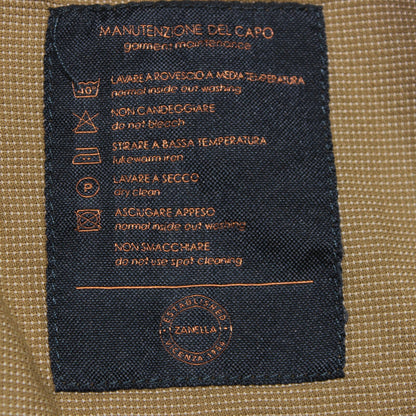 MANUTENZIONE DEL CAPO
garment maintenance
40°
LAVARE A ROVESCIO A MEDIA TEMPERATURA
normal inside out washing
NON CANDEGGIARE
do not bleach
STIRARE A BASSA TEMPERATURA
lukewarm iron
P
LAVARE A SECCO
dry clean
ASCIUGARE APPESO
normal inside out washing
NON SMACCHIARE
do not use spot cleaning
ESTABLISHED
ZANELLA
VICENZA